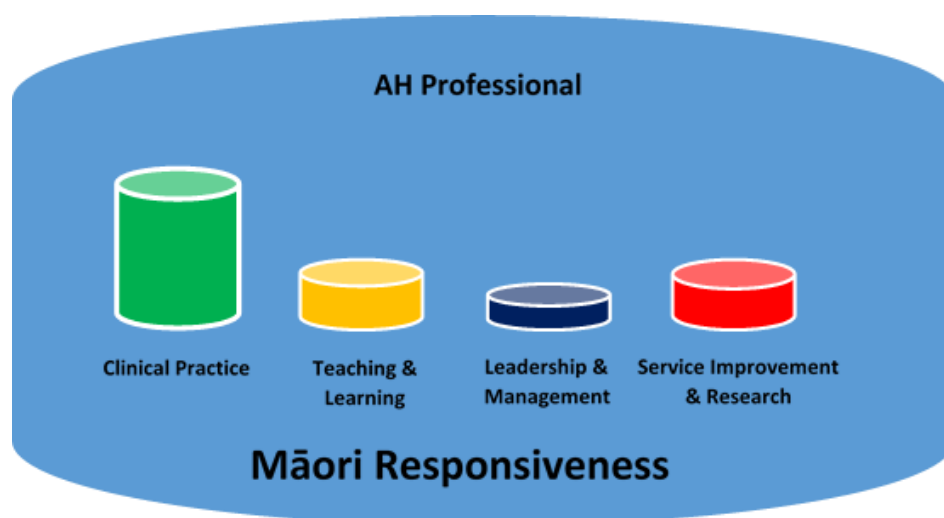 AH Professional
Clinical Practice
Teaching &
Learning
Leadership &
Management
Service Improvement
& Research
Māori Responsiveness